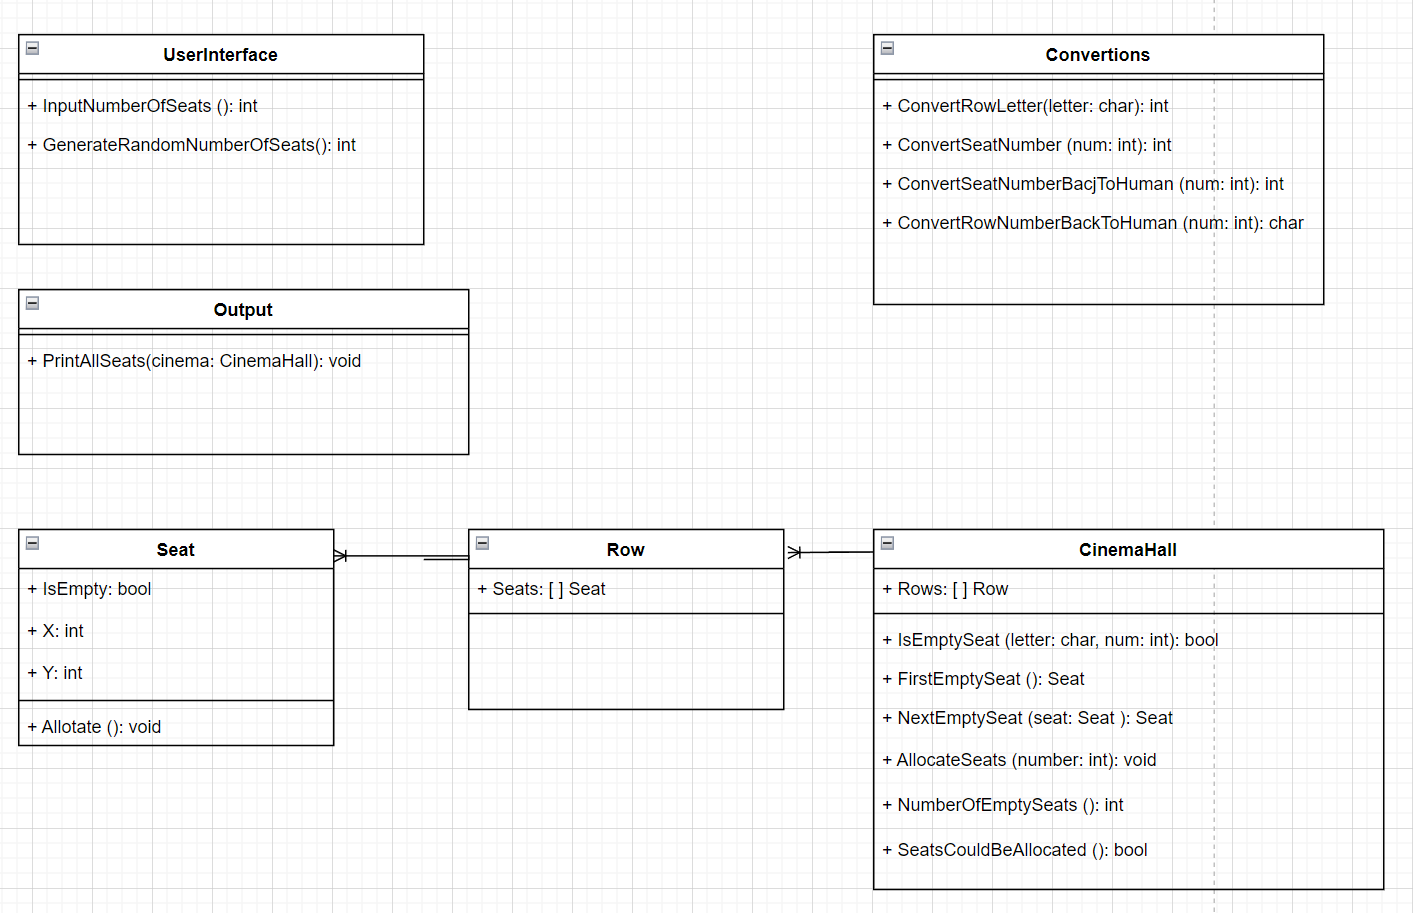 UserInterface
+ InputNumberOfSeats (): int
+ GenerateRandomNumberOfSeats(): int
Convertions
+ ConvertRowLetter(letter: char): int
+ ConvertSeatNumber (num: int): int
+ ConvertSeatNumberBacjToHuman (num: int): int
+ ConvertRowNumberBackToHuman (num: int): char
Output
+ PrintAllSeats(cinema: CinemaHall): void
Seat
+ IsEmpty: bool
+ X: int
+ Y: int
+ Allotate (): void
Row
+ Seats: [ ] Seat
CinemaHall
+ Rows: [ ] Row
+ IsEmptySeat (letter: char, num: int): bool
+ FirstEmptySeat (): Seat
+ NextEmptySeat (seat: Seat ): Seat
+ AllocateSeats (number: int): void
+ NumberOfEmptySeats (): int
+ SeatsCouldBeAllocated (): bool